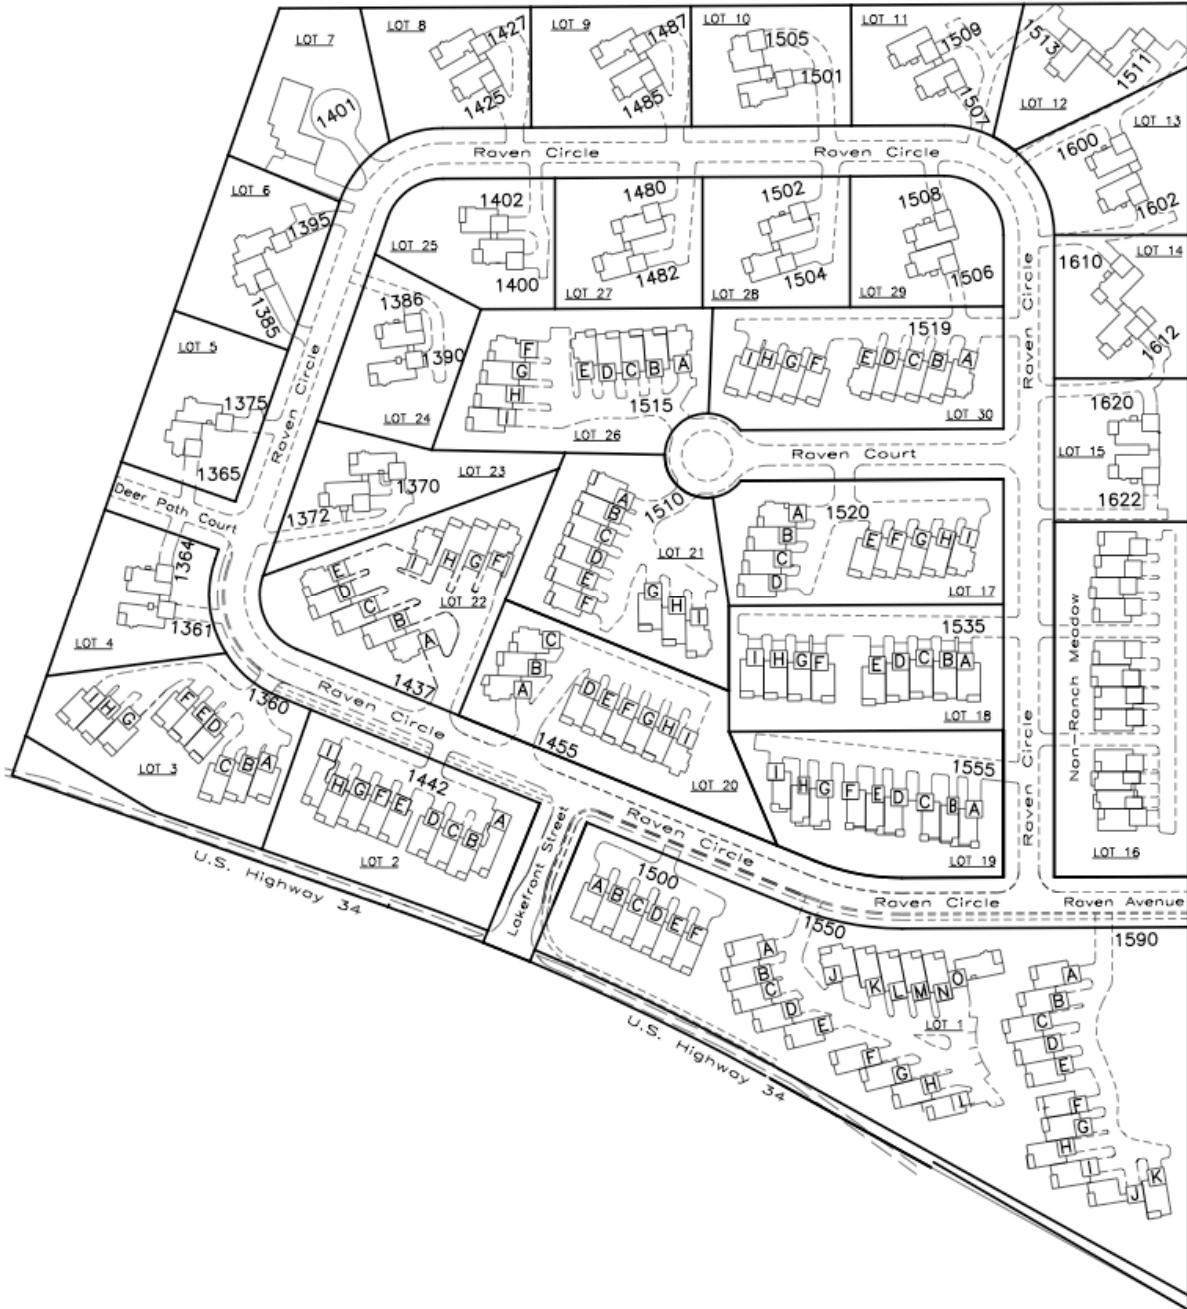 LOT 7
LOT 8
1427
1425
LOT 9
1487
1485
LOT 10
1505
1501
LOT 11
1509
1507
1513
1511
LOT 12
LOT 13
1600
1602
1401
Raven Circle
Raven Circle
LOT 6
1395
1385
LOT 25
1402
1400
1480
1482
LOT 27
1502
1504
LOT 28
1508
1506
LOT 29
Raven Circle
LOT 14
1610
1612
LOT 5
1375
1365
Raven Circle
1386
1390
LOT 24
F
G
H
I
E D C B A
1515
LOT 26
1519
I H G F
E D C B A
LOT 30
1620
LOT 15
1622
Raven Court
Deer Path Court
LOT 23
1370
1372
1510
A
B
C
D
E
F
LOT 21
G H I
A
B
C
D
1520
E F G H I
LOT 17
1364
1361
LOT 4
E
D
C
B
A
I H G F
LOT 22
1437
C
B
A
D E F G H I
1455
LOT 20
1535
I H G F
E D C B A
LOT 18
Non-Ranch Meadow
LOT 16
1360
I H G
F E D
C B A
LOT 3
Raven Circle
I
H G F E
1442
D C B
A
LOT 2
Lakefront Street
Raven Circle
1555
I H G F E D C B A
LOT 19
Raven Circle
Raven Circle
Raven Avenue
U.S. Highway 34
1500
A B C D E F
1550
A
B
C
D
E
J K L M N O
LOT 1
F
G
H
I
1590
A
B
C
D
E
F
G
H
I
J
K
U.S. Highway 34